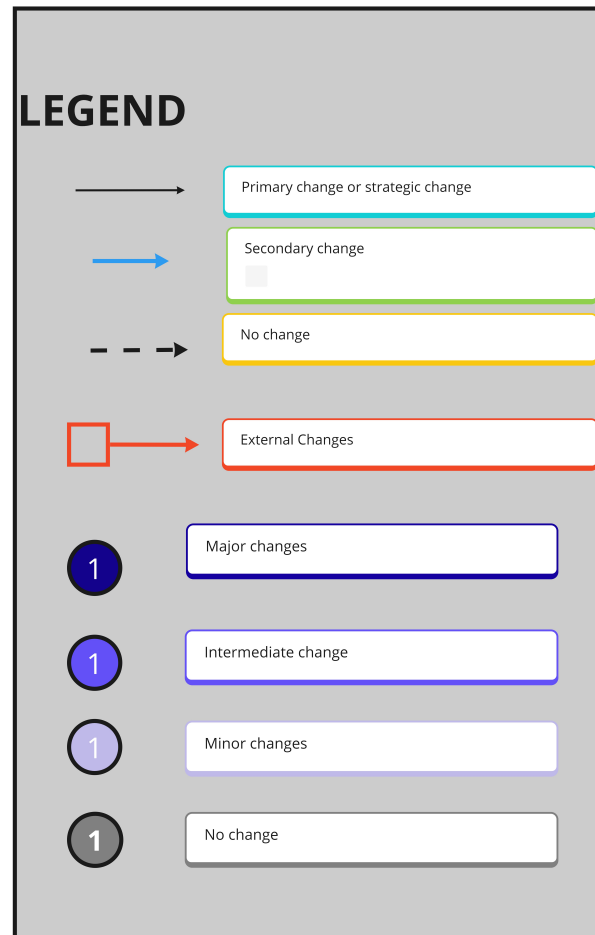 LEGEND
Primary change or strategic change
Secondary change
No change
External Changes
1
Major changes
1
Intermediate change
1
Minor changes
1
No change